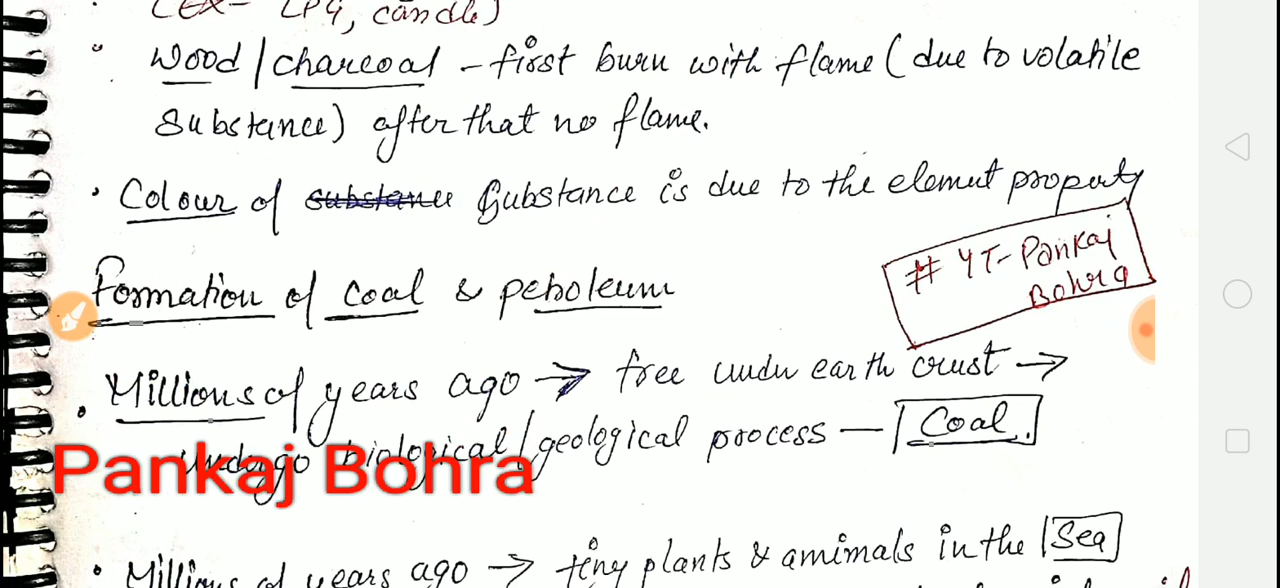 (Ex- LPG, candle)
Wood / charcoal - first burn with flame ( due to volatile
Substance ) after that no flame.
Colour of substance Substance is due to the elemut property
# YT- Pankaj
Bohra
Formation of coal & petroleum
Millions of years ago → tree under earth crust →
undergo biological / geological process — Coal.
Pankaj Bohra
Millions of years ago → tiny plants & animals in the Sea